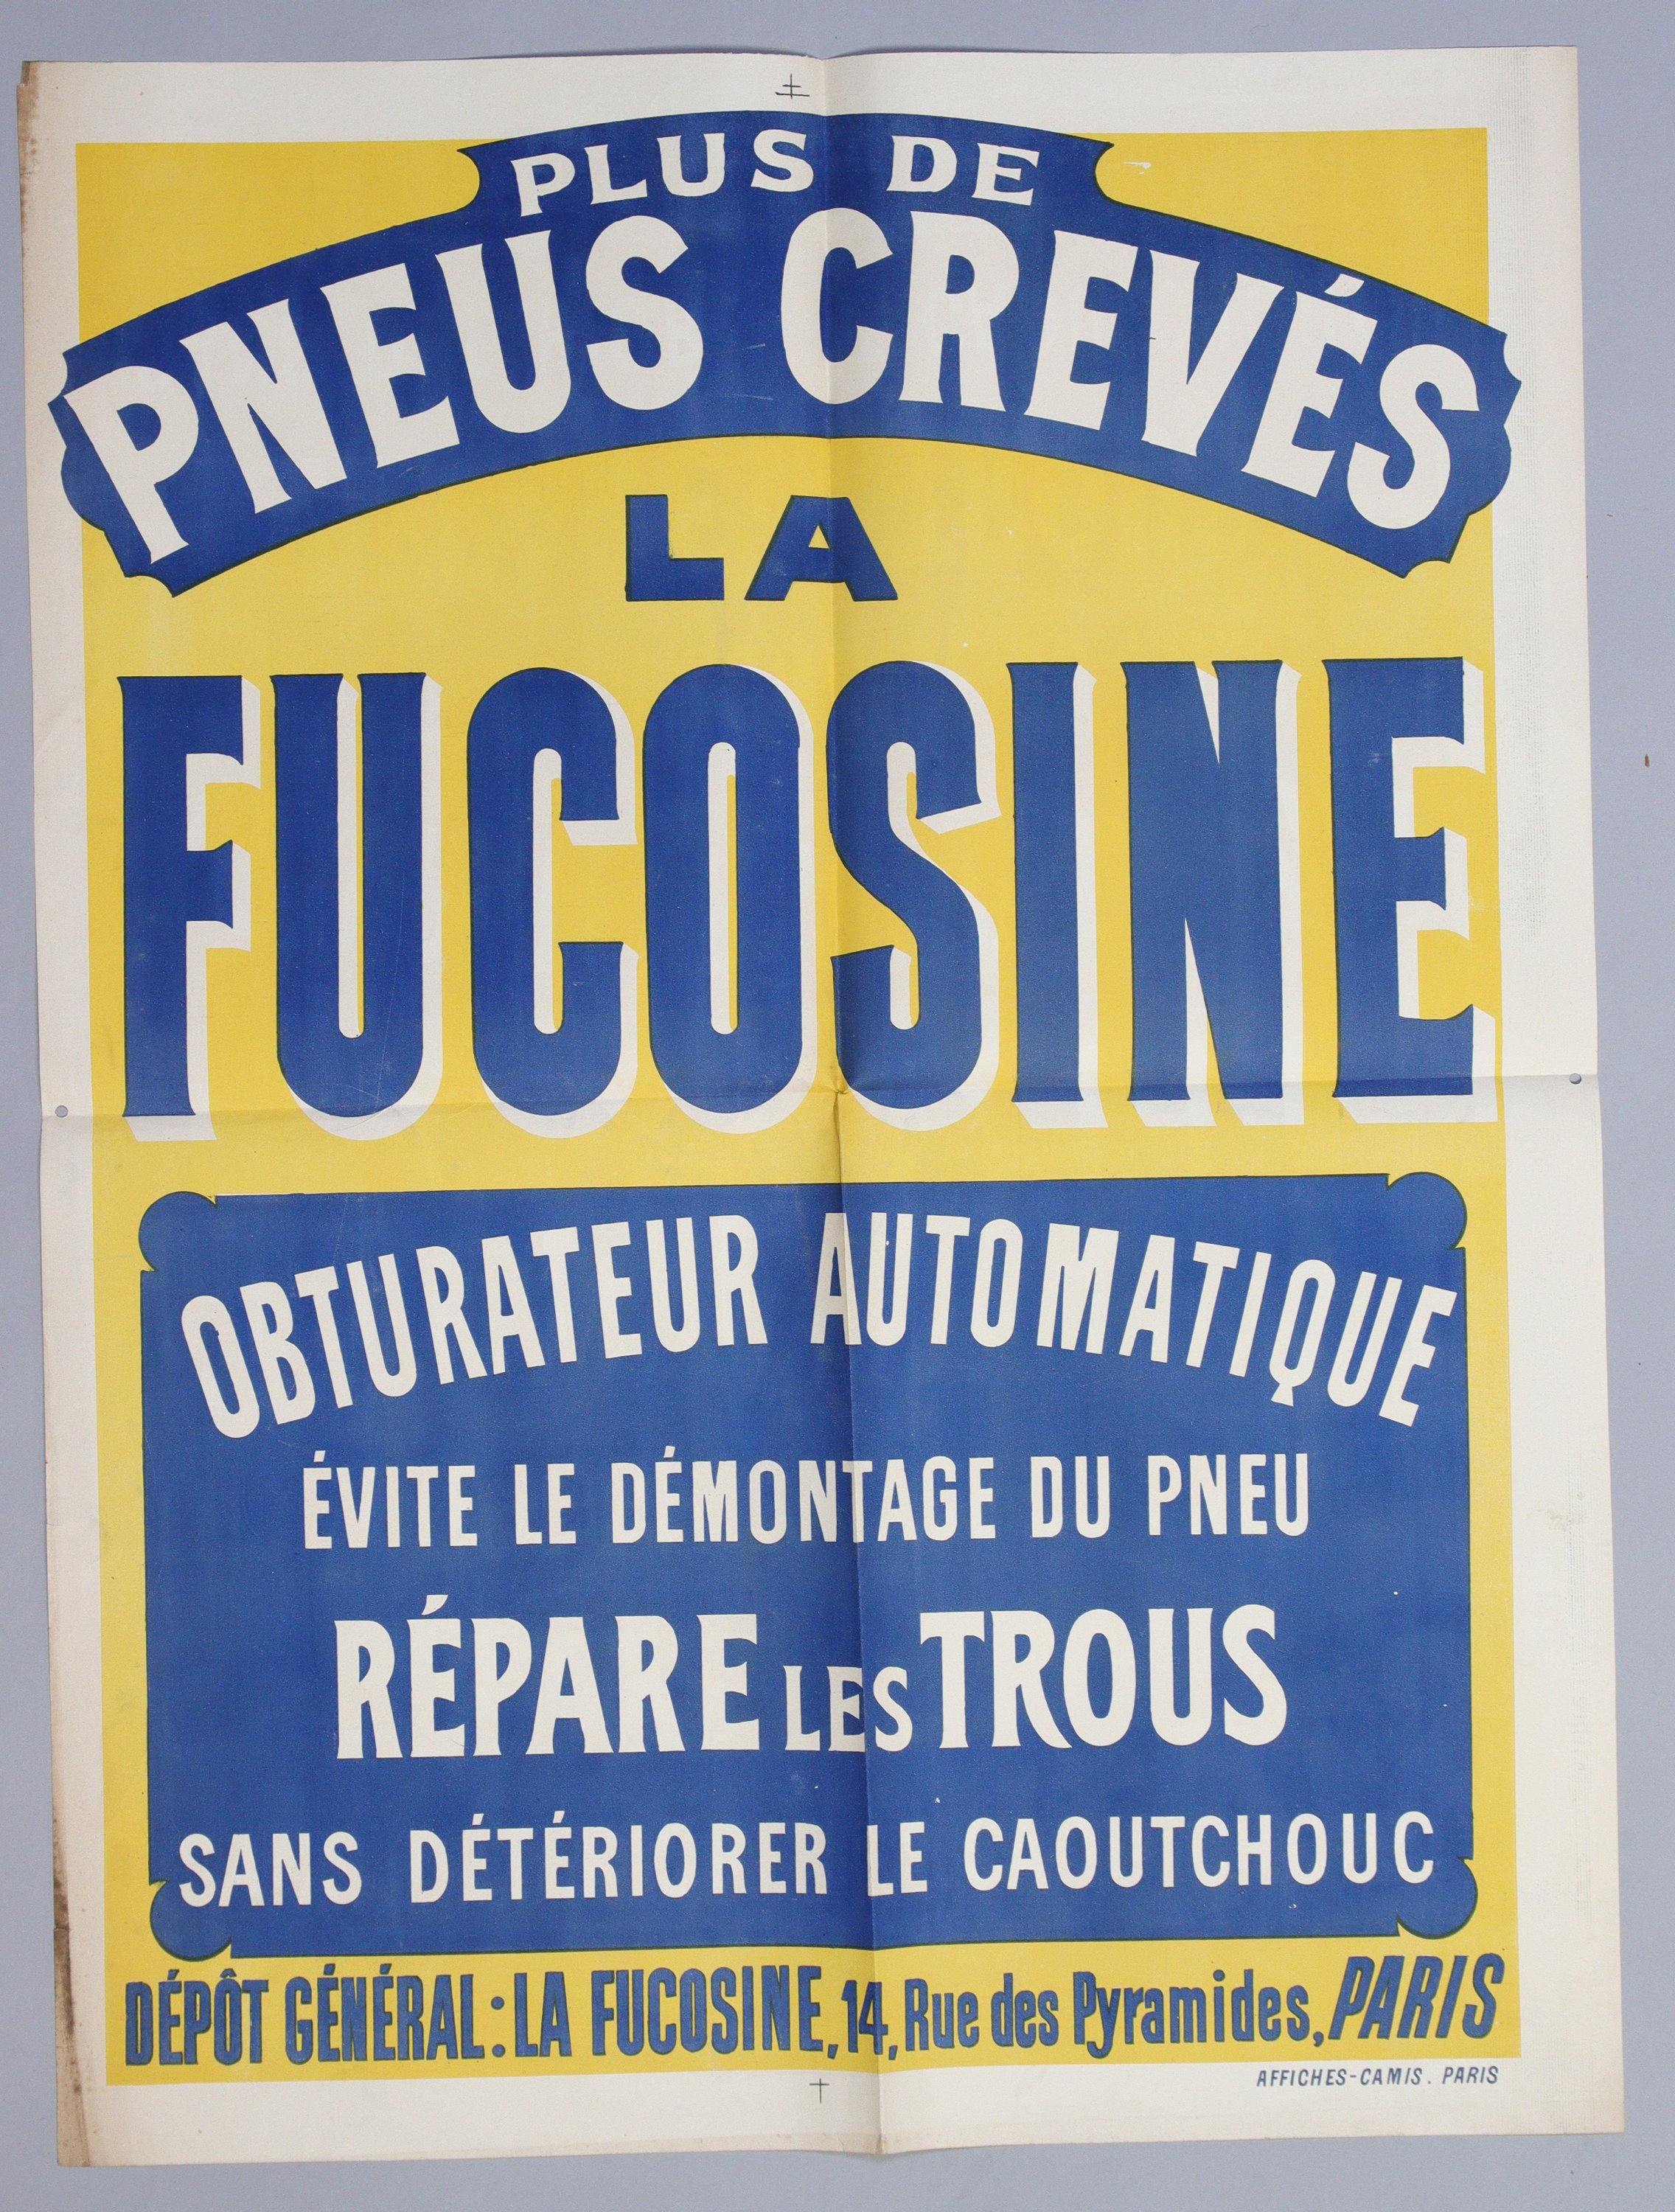 PLUS DE
PNEUS CREVÉS
LA
FUCOSINE
OBTURATEUR AUTOMATIQUE
ÉVITE LE DÉMONTAGE DU PNEU
RÉPARE LES TROUS
SANS DÉTÉRIORER LE CAOUTCHOUC
DÉPÔT GÉNÉRAL: LA FUCOSINE, 14, Rue des Pyramides, PARIS
AFFICHES-CAMIS. PARIS